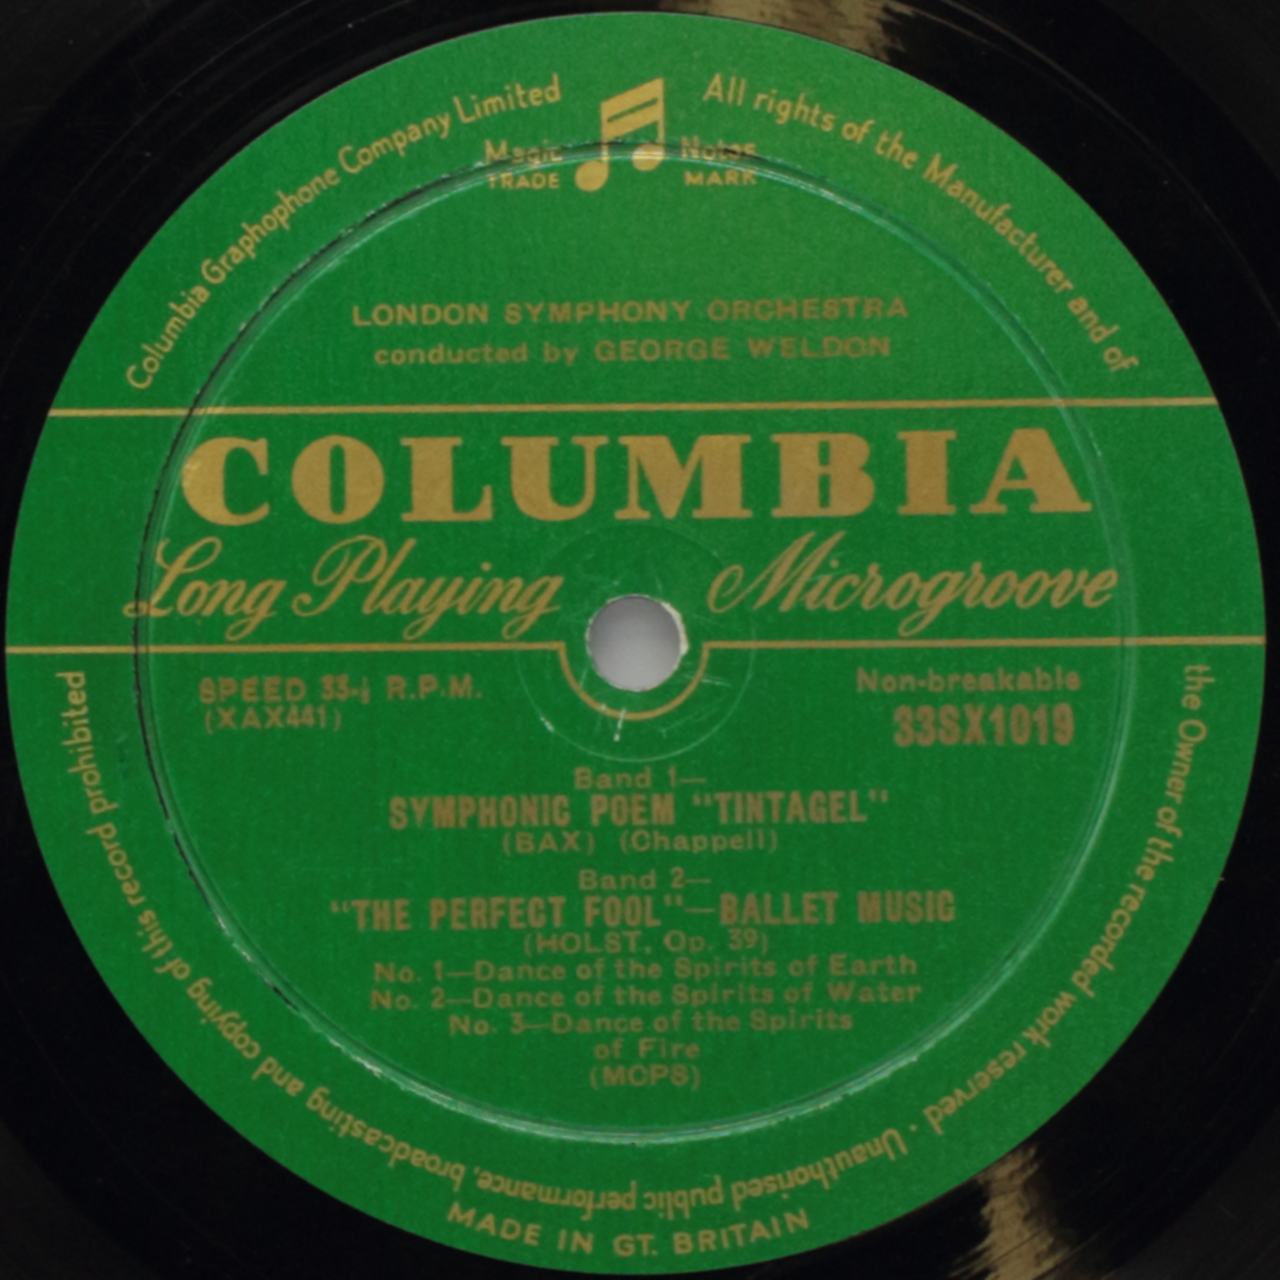 Columbia Graphophone Company Limited
Magic Notes
TRADE MARK
All rights of the Manufacturer and of
the Owner of the recorded work reserved · Unauthorised public performance, broadcasting and copying of this record prohibited
LONDON SYMPHONY ORCHESTRA
conducted by GEORGE WELDON
COLUMBIA
Long Playing Microgroove
SPEED 33⅓ R.P.M.
(XAX441)
Non-breakable
33SX1019
Band 1—
SYMPHONIC POEM "TINTAGEL"
(BAX) (Chappell)
Band 2—
"THE PERFECT FOOL"—BALLET MUSIC
(HOLST, Op. 39)
No. 1—Dance of the Spirits of Earth
No. 2—Dance of the Spirits of Water
No. 3—Dance of the Spirits
of Fire
(MCPS)
MADE IN GT. BRITAIN